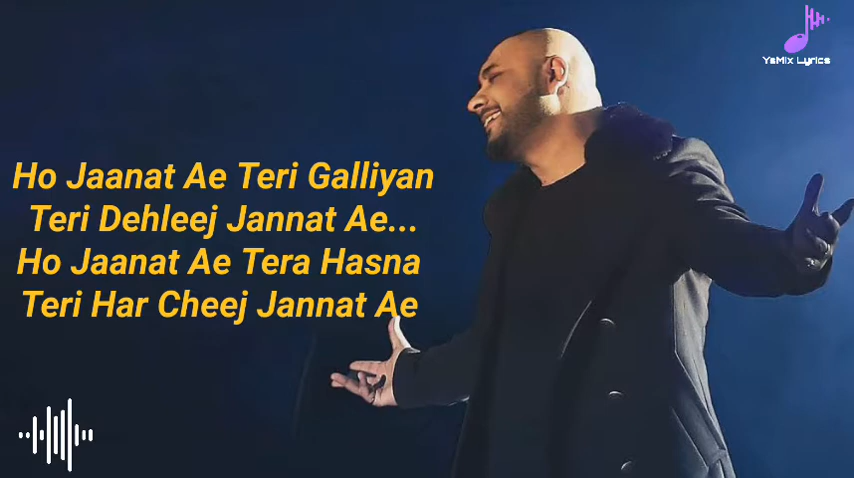 YaMix Lyrics
Ho Jaanat Ae Teri Galliyan
Teri Dehleej Jannat Ae...
Ho Jaanat Ae Tera Hasna
Teri Har Cheej Jannat Ae